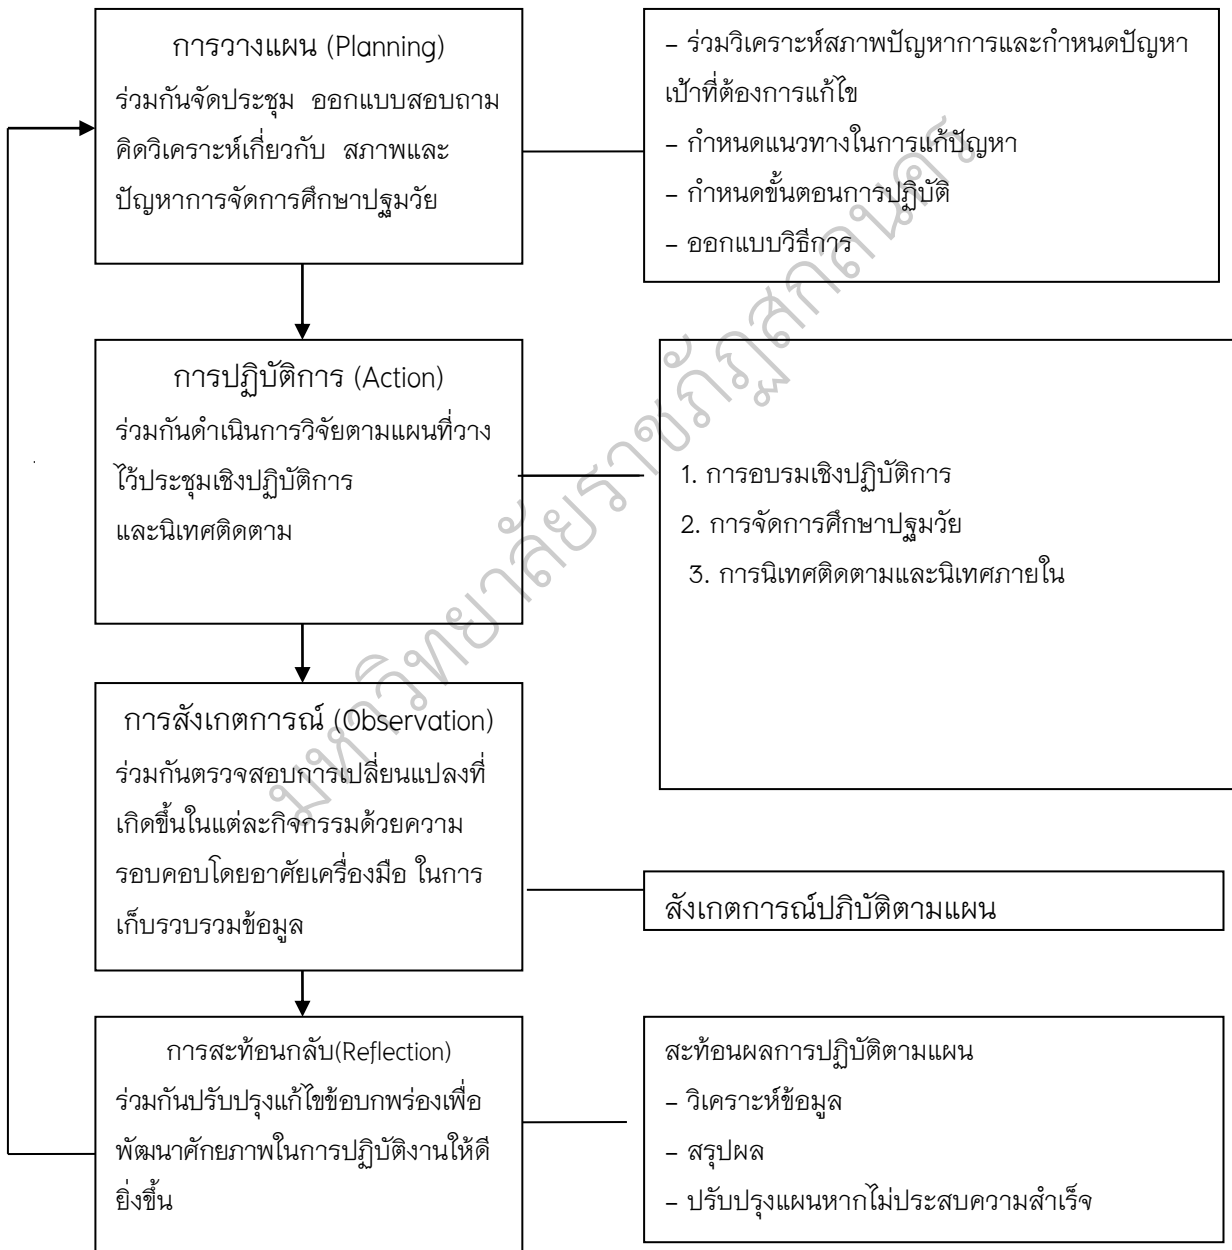 การวางแผน (Planning)
ร่วมกันจัดประชุม ออกแบบสอบถาม
คิดวิเคราะห์เกี่ยวกับ สภาพและ
ปัญหาการจัดการศึกษาปฐมวัย
– ร่วมวิเคราะห์สภาพปัญหาการและกำหนดปัญหา
เป้าที่ต้องการแก้ไข
– กำหนดแนวทางในการแก้ปัญหา
– กำหนดขั้นตอนการปฏิบัติ
– ออกแบบวิธีการ
การปฏิบัติการ (Action)
ร่วมกันดำเนินการวิจัยตามแผนที่วาง
ไว้ประชุมเชิงปฏิบัติการ
และนิเทศติดตาม
1. การอบรมเชิงปฏิบัติการ
2. การจัดการศึกษาปฐมวัย
3. การนิเทศติดตามและนิเทศภายใน
การสังเกตการณ์ (Observation)
ร่วมกันตรวจสอบการเปลี่ยนแปลงที่
เกิดขึ้นในแต่ละกิจกรรมด้วยความ
รอบคอบโดยอาศัยเครื่องมือ ในการ
เก็บรวบรวมข้อมูล
สังเกตการณ์ปภิบัติตามแผน
การสะท้อนกลับ(Reflection)
ร่วมกันปรับปรุงแก้ไขข้อบกพร่องเพื่อ
พัฒนาศักยภาพในการปฏิบัติงานให้ดี
ยิ่งขึ้น
สะท้อนผลการปฏิบัติตามแผน
– วิเคราะห์ข้อมูล
– สรุปผล
– ปรับปรุงแผนหากไม่ประสบความสำเร็จ
มหาวิทยาลัยราชภัฏสกลนคร